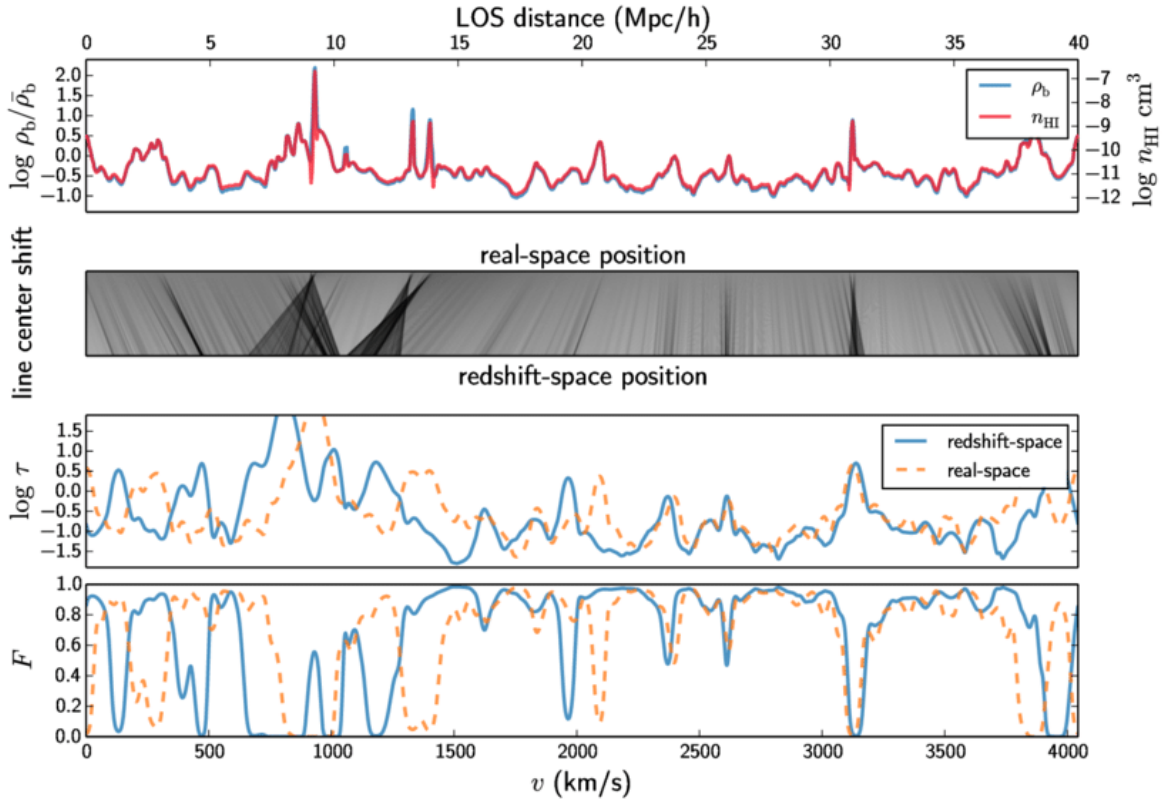 LOS distance (Mpc/h)
0 5 10 15 20 25 30 35 40
log ρb/ρ̄b
2.0
1.5
1.0
0.5
0.0
−0.5
−1.0
ρb
nHI
−7
−8
−9
−10
−11
−12
log nHI cm³
line center shift
real-space position
redshift-space position
log τ
1.5
1.0
0.5
0.0
−0.5
−1.0
−1.5
redshift-space
real-space
F
1.0
0.8
0.6
0.4
0.2
0.0
0 500 1000 1500 2000 2500 3000 3500 4000
v (km/s)